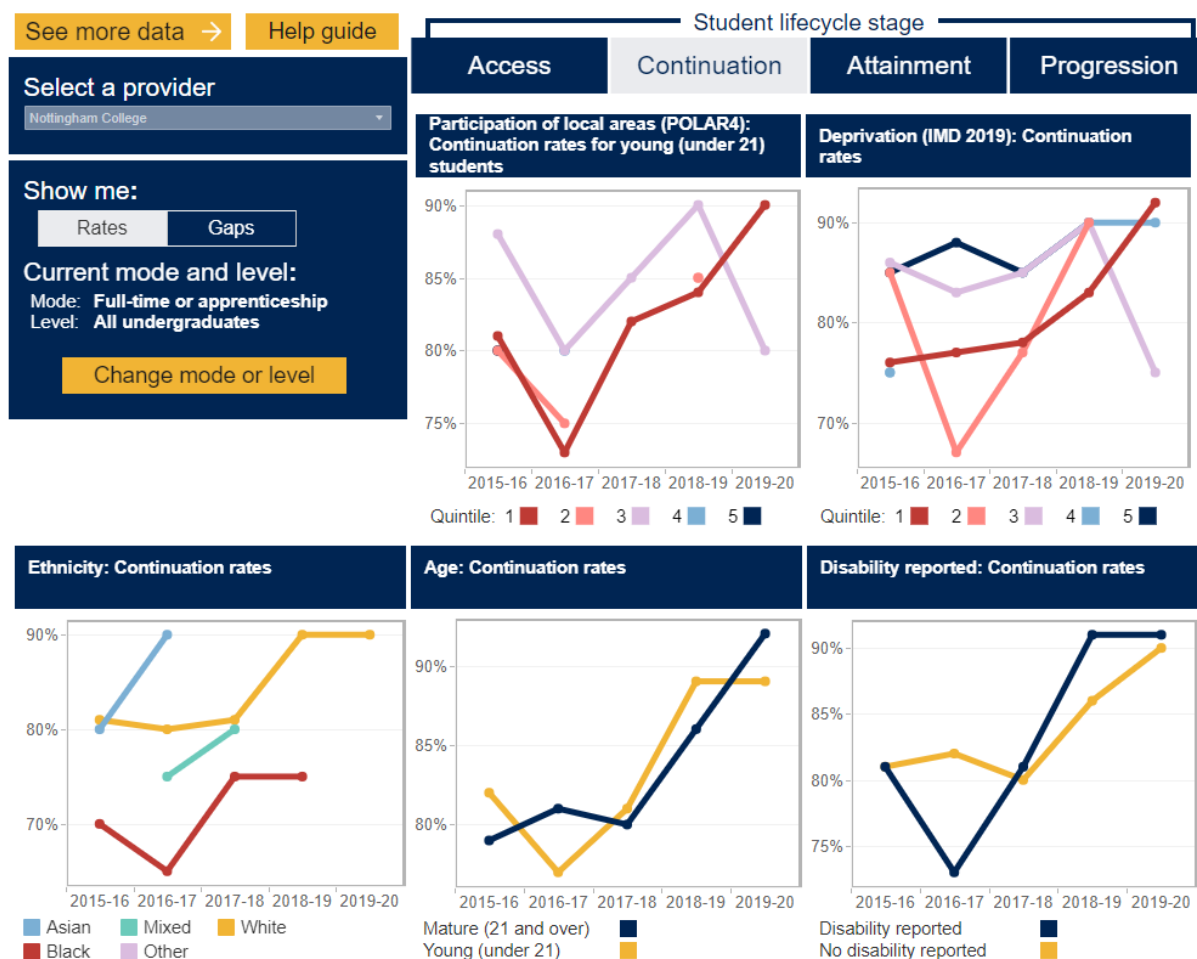 See more data →
Help guide
Student lifecycle stage
Access
Continuation
Attainment
Progression
Select a provider
Nottingham College
Show me:
Rates
Gaps
Current mode and level:
Mode: Full-time or apprenticeship
Level: All undergraduates
Change mode or level
Participation of local areas (POLAR4):
Continuation rates for young (under 21)
students
90%
85%
80%
75%
2015-16 2016-17 2017-18 2018-19 2019-20
Quintile: 1 2 3 4 5
Deprivation (IMD 2019): Continuation
rates
90%
80%
70%
2015-16 2016-17 2017-18 2018-19 2019-20
Quintile: 1 2 3 4 5
Ethnicity: Continuation rates
90%
80%
70%
2015-16 2016-17 2017-18 2018-19 2019-20
Asian Mixed White
Black Other
Age: Continuation rates
90%
85%
80%
2015-16 2016-17 2017-18 2018-19 2019-20
Mature (21 and over)
Young (under 21)
Disability reported: Continuation rates
90%
85%
80%
75%
2015-16 2016-17 2017-18 2018-19 2019-20
Disability reported
No disability reported